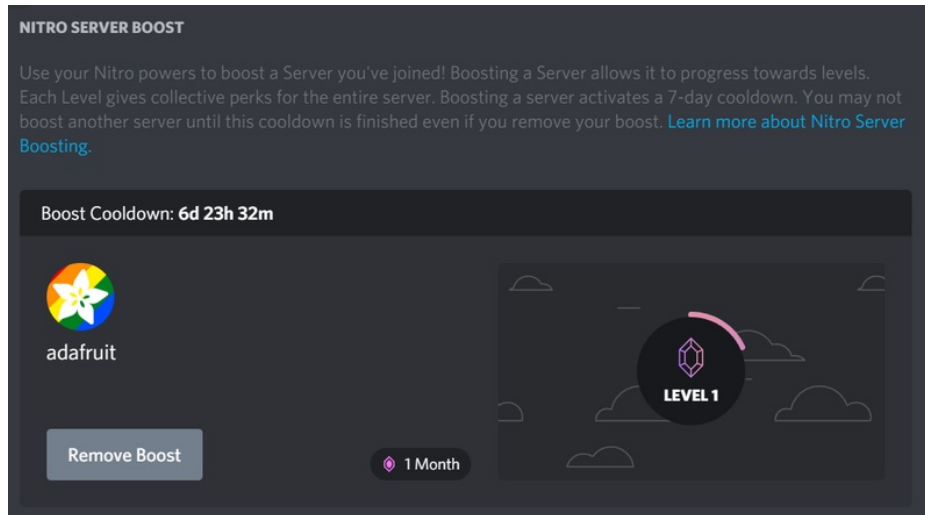 NITRO SERVER BOOST
Use your Nitro powers to boost a Server you've joined! Boosting a Server allows it to progress towards levels.
Each Level gives collective perks for the entire server. Boosting a server activates a 7-day cooldown. You may not
boost another server until this cooldown is finished even if you remove your boost. Learn more about Nitro Server
Boosting.
Boost Cooldown: 6d 23h 32m
adafruit
LEVEL 1
Remove Boost
1 Month